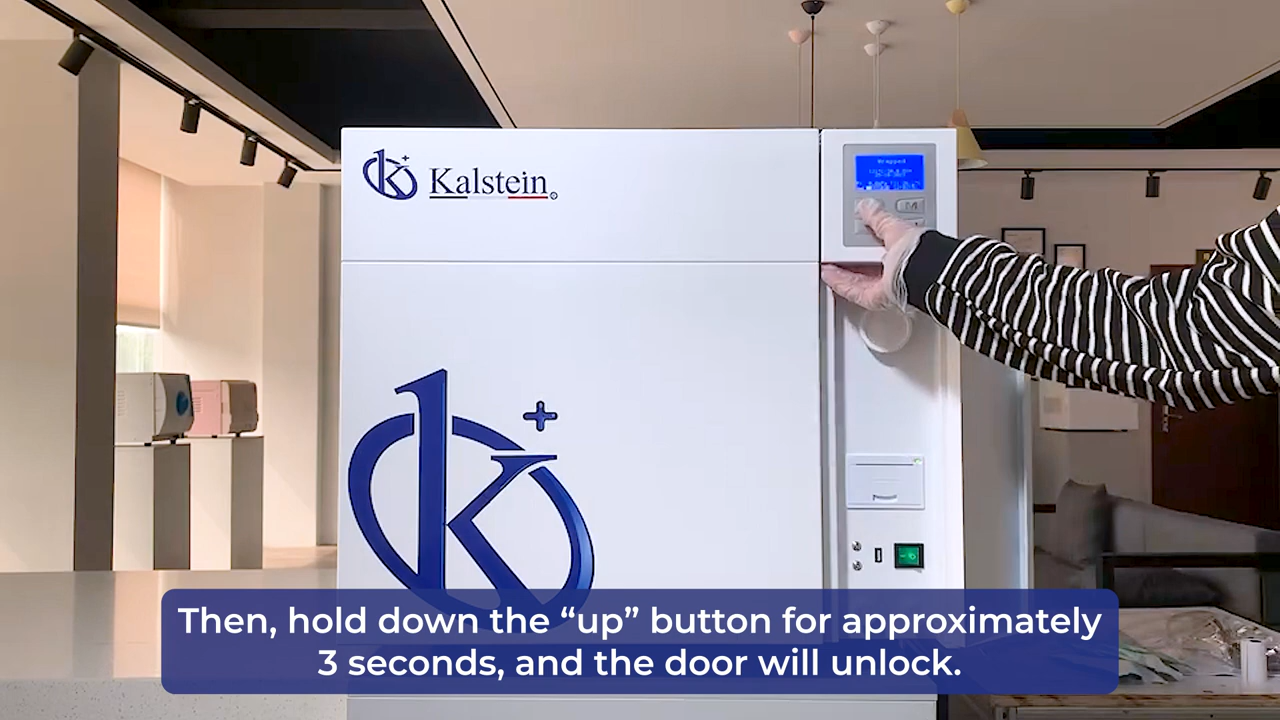 Kalstein
Wrapped
M
Then, hold down the “up” button for approximately
3 seconds, and the door will unlock.